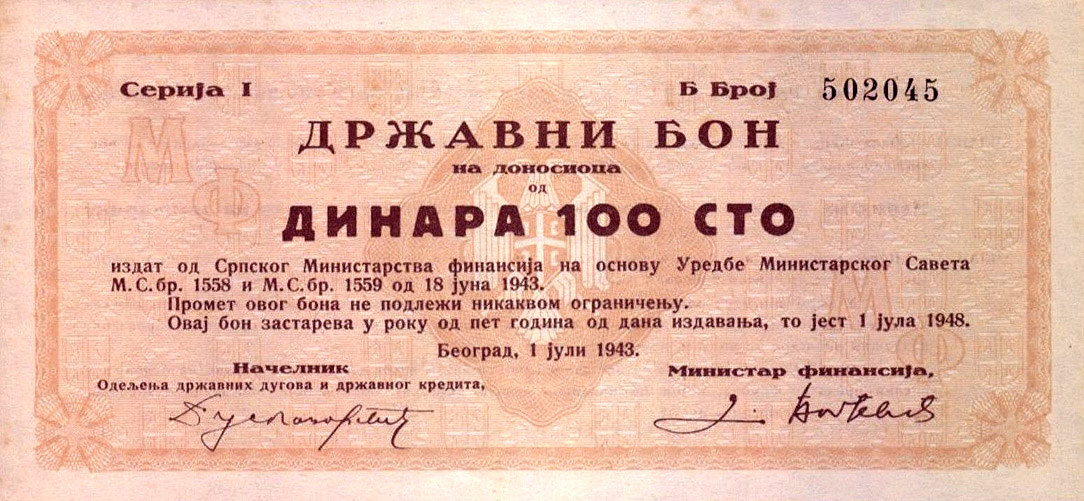 Серија I Б Број 502045
ДРЖАВНИ БОН
на доносиоца
од
ДИНАРА 100 СТО
издат од Српског Министарства финансија на основу Уредбе Министарског Савета
М. С. бр. 1558 и М. С. бр. 1559 од 18 јуна 1943.
Промет овог бона не подлежи никаквом ограничењу.
Овај бон застарева у року од пет година од дана издавања, то јест 1 јула 1948.
Београд, 1 јули 1943.
Начелник
Одељења државних дугова и државног кредита,
Министар финансија,
М Ф
М Ф